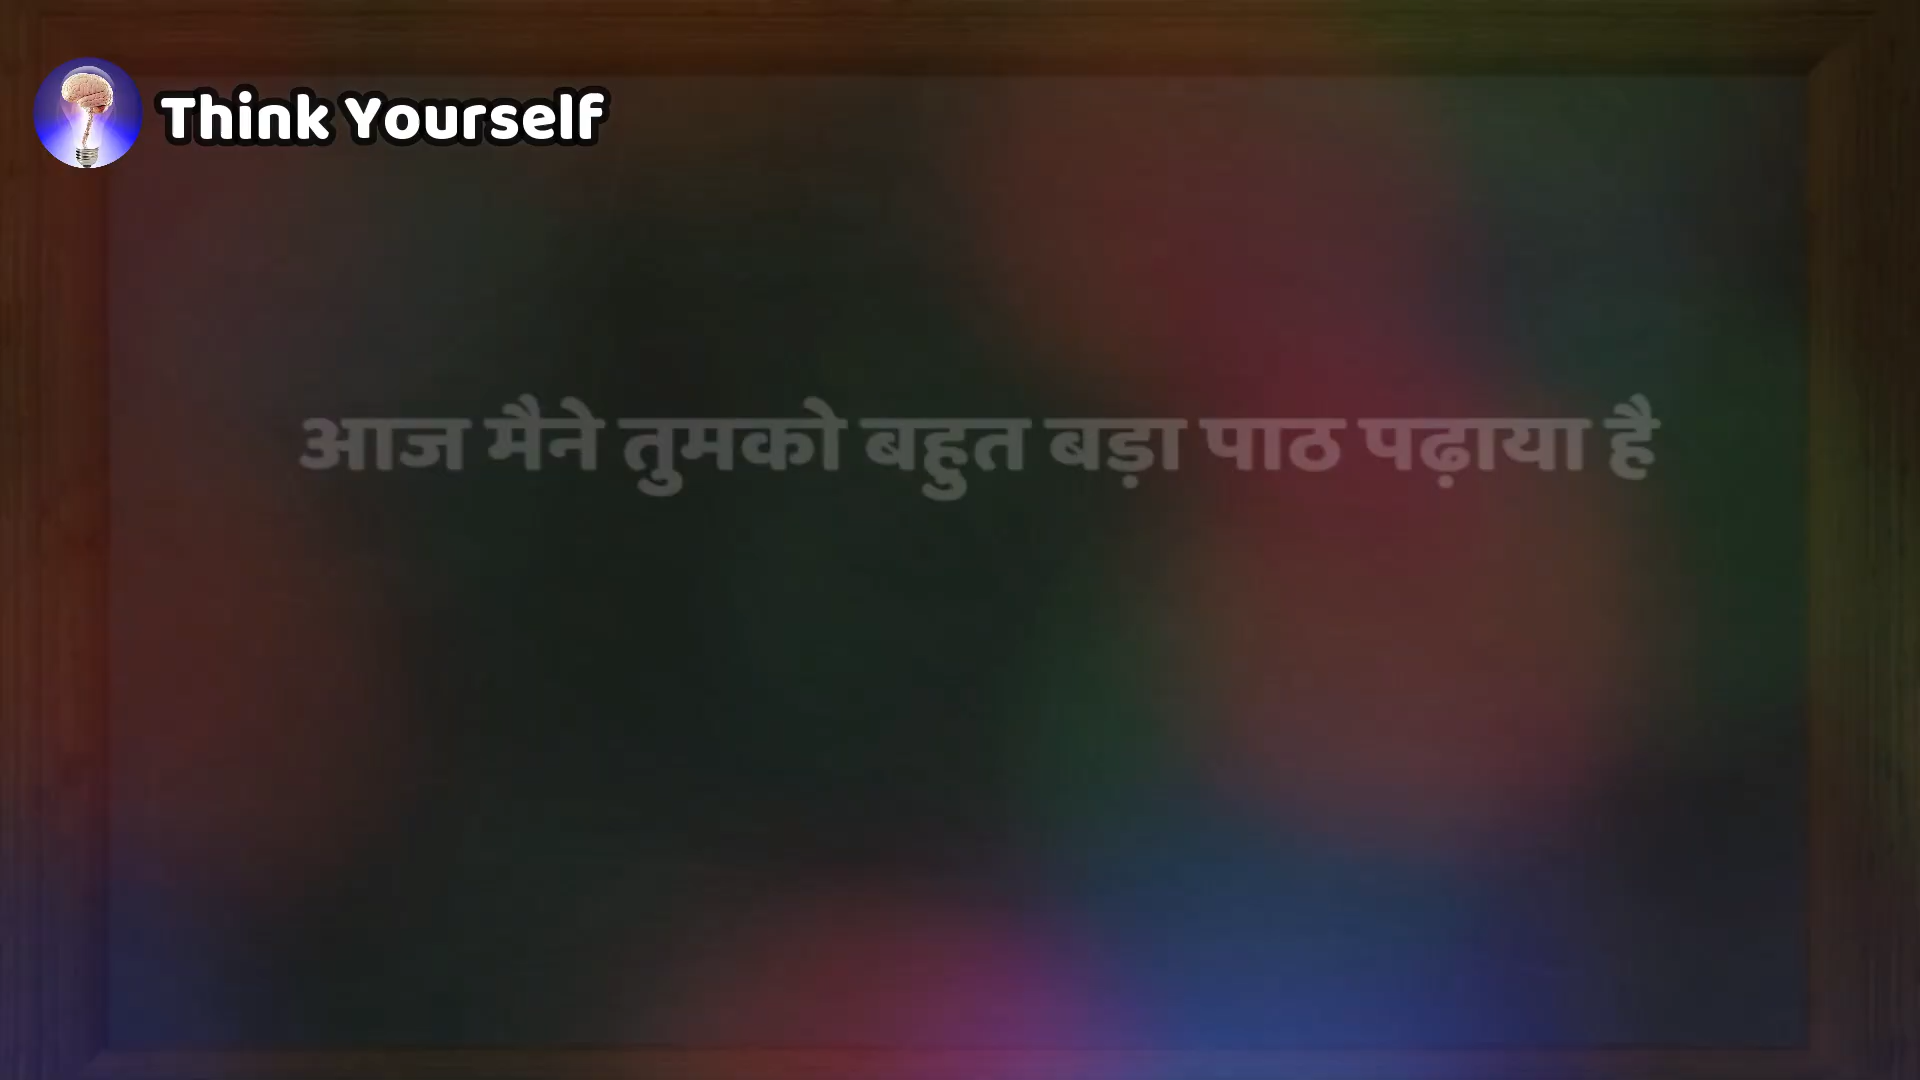 Think Yourself
आज मैने तुमको बहुत बड़ा पाठ पढ़ाया है